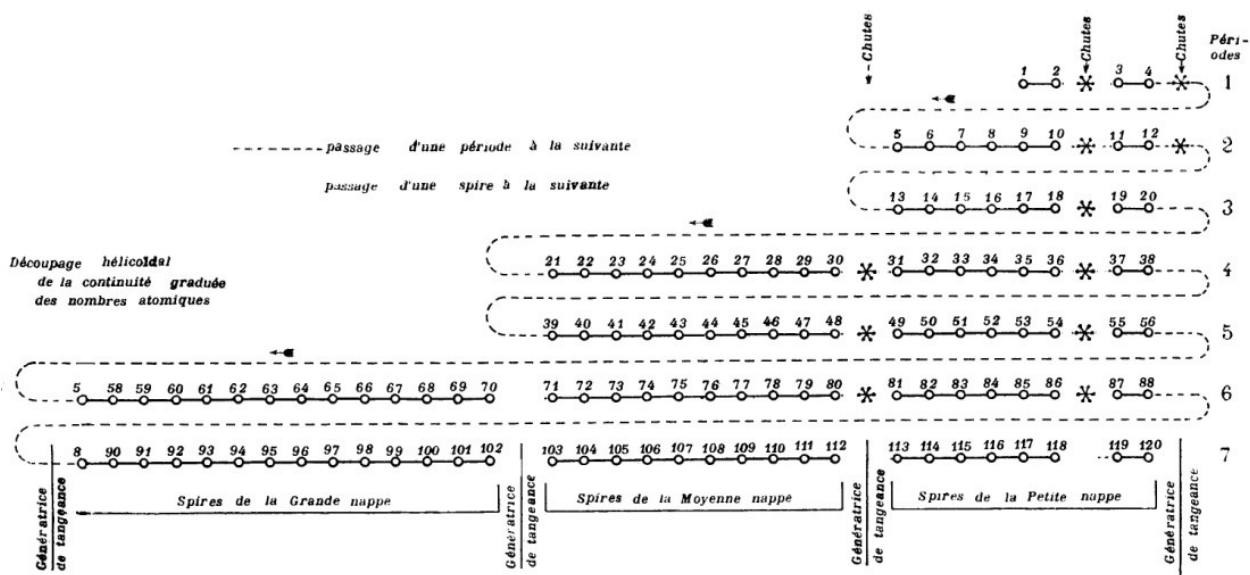 Chutes
Chutes
Chutes
Péri-
odes
1 2 3 4 1
5 6 7 8 9 10 11 12 2
passage d'une période à la suivante
passage d'une spire à la suivante
13 14 15 16 17 18 19 20 3
Découpage hélicoïdal
de la continuité graduée
des nombres atomiques
21 22 23 24 25 26 27 28 29 30 31 32 33 34 35 36 37 38 4
39 40 41 42 43 44 45 46 47 48 49 50 51 52 53 54 55 56 5
5 58 59 60 61 62 63 64 65 66 67 68 69 70 71 72 73 74 75 76 77 78 79 80 81 82 83 84 85 86 87 88 6
8 90 91 92 93 94 95 96 97 98 99 100 101 102 103 104 105 106 107 108 109 110 111 112 113 114 115 116 117 118 119 120 7
Génératrice
de tangeance
Spires de la Grande nappe
Génératrice
de tangeance
Spires de la Moyenne nappe
Génératrice
de tangeance
Spires de la Petite nappe
Génératrice
de tangeance